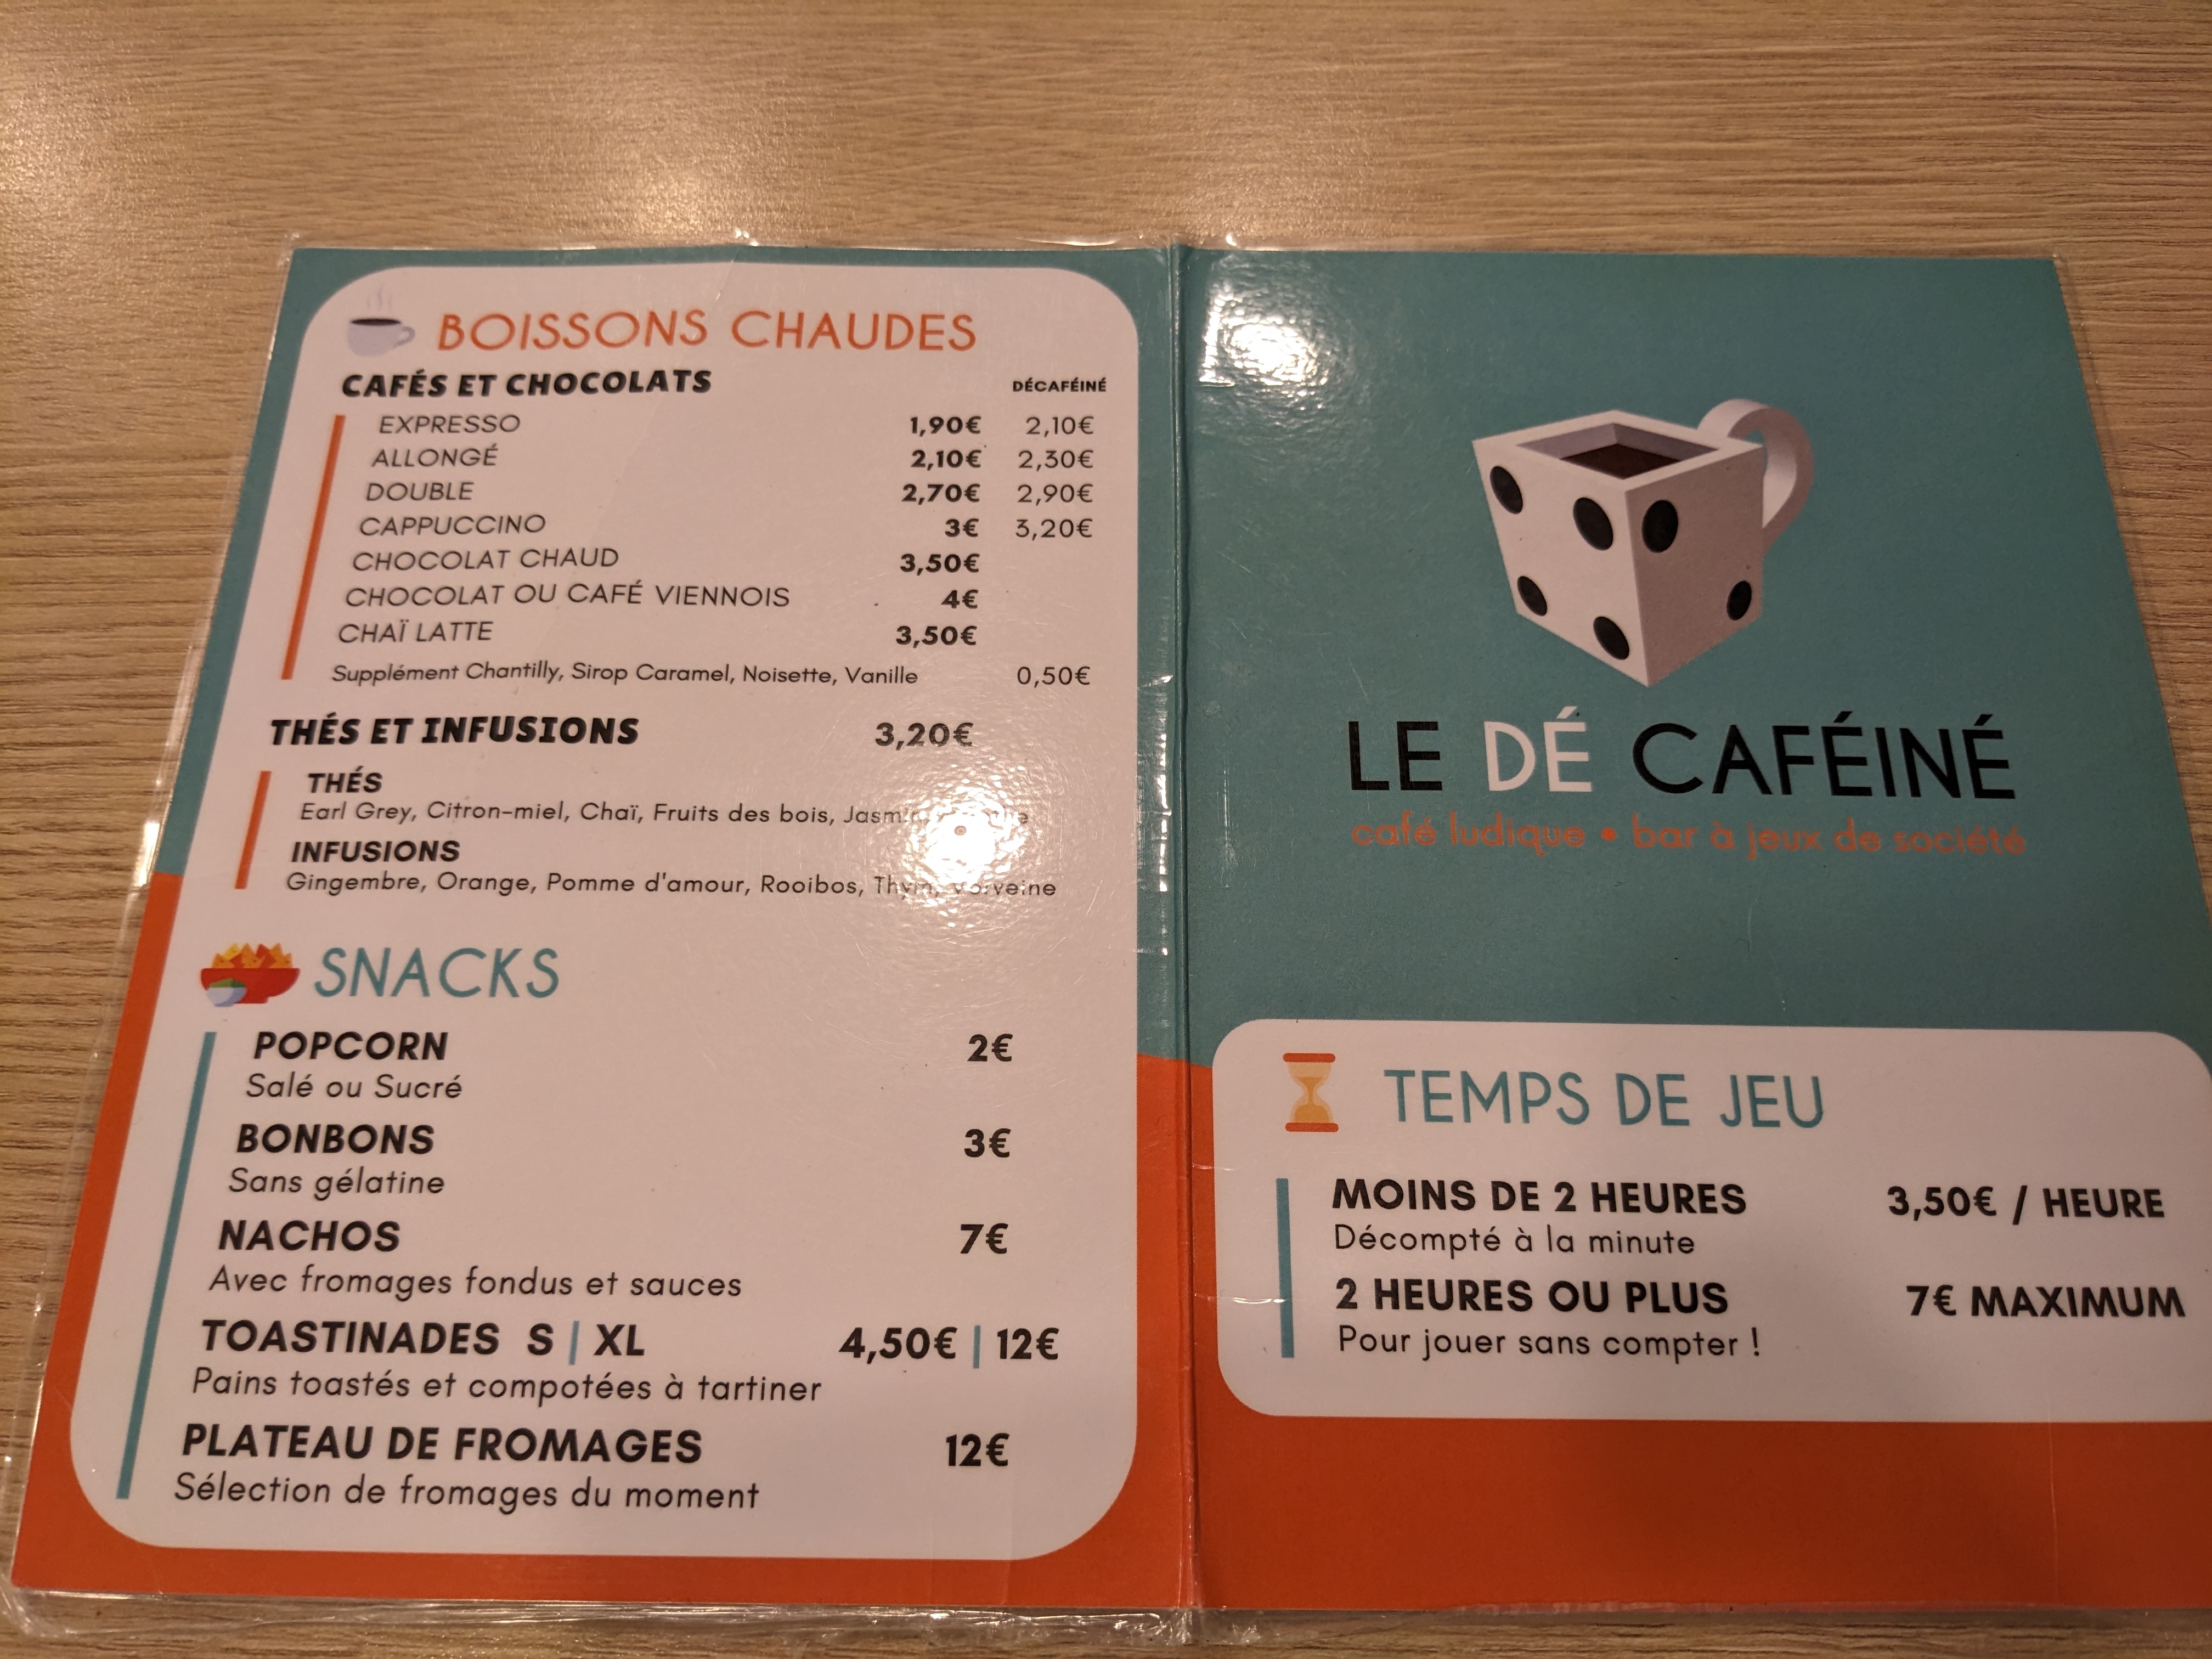 BOISSONS CHAUDES
CAFÉS ET CHOCOLATS DÉCAFÉINÉ
EXPRESSO 1,90€ 2,10€
ALLONGÉ 2,10€ 2,30€
DOUBLE 2,70€ 2,90€
CAPPUCCINO 3€ 3,20€
CHOCOLAT CHAUD 3,50€
CHOCOLAT OU CAFÉ VIENNOIS 4€
CHAÏ LATTE 3,50€
Supplément Chantilly, Sirop Caramel, Noisette, Vanille 0,50€
THÉS ET INFUSIONS 3,20€
THÉS
Earl Grey, Citron-miel, Chaï, Fruits des bois,
INFUSIONS
Gingembre, Orange, Pomme d'amour, Rooibos, Thym, Verveine
SNACKS
POPCORN 2€
Salé ou Sucré
BONBONS 3€
Sans gélatine
NACHOS 7€
Avec fromages fondus et sauces
TOASTINADES S | XL 4,50€ | 12€
Pains toastés et compotées à tartiner
PLATEAU DE FROMAGES 12€
Sélection de fromages du moment
LE DÉ CAFÉINÉ
café ludique • bar à jeux de société
TEMPS DE JEU
MOINS DE 2 HEURES 3,50€ / HEURE
Décompté à la minute
2 HEURES OU PLUS 7€ MAXIMUM
Pour jouer sans compter !